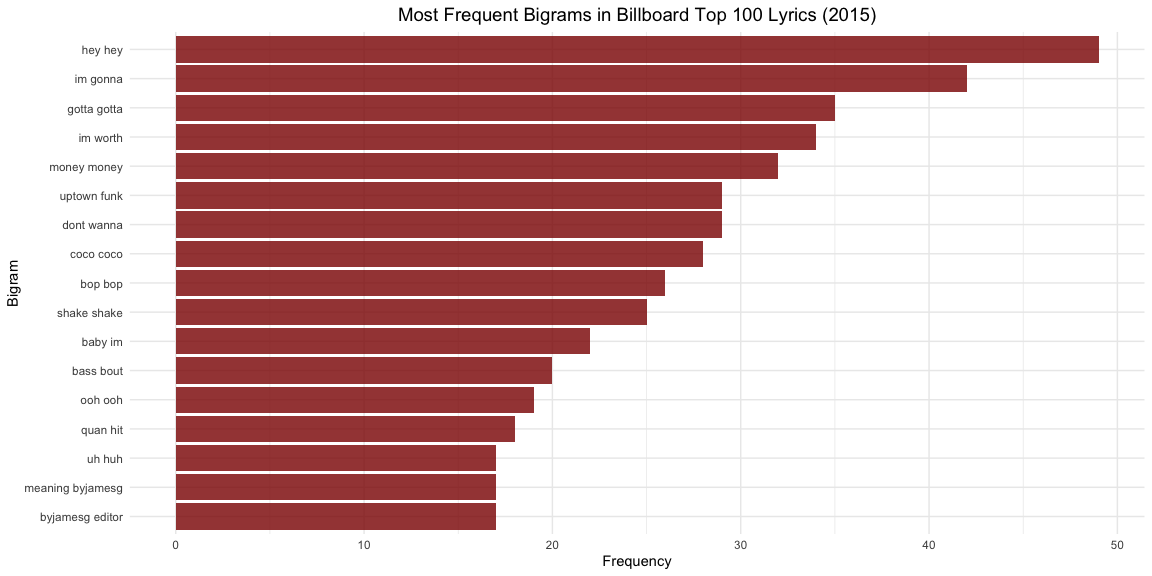 Most Frequent Bigrams in Billboard Top 100 Lyrics (2015)
Bigram
hey hey
im gonna
gotta gotta
im worth
money money
uptown funk
dont wanna
coco coco
bop bop
shake shake
baby im
bass bout
ooh ooh
quan hit
uh huh
meaning byjamesg
byjamesg editor
0 10 20 30 40 50
Frequency